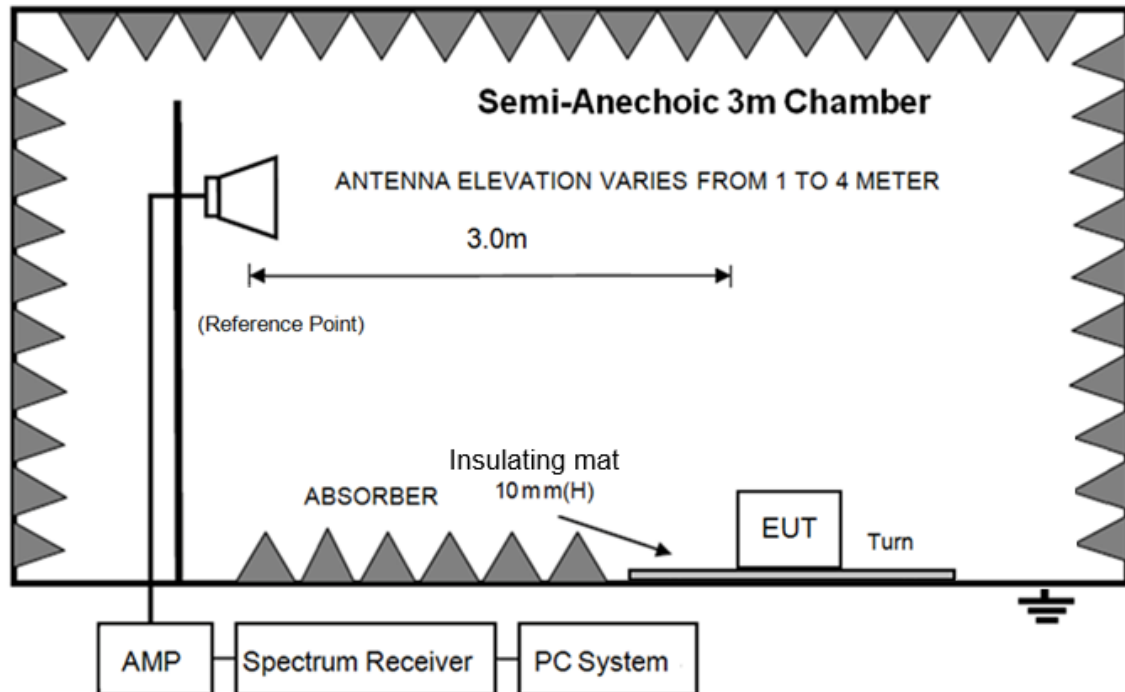 Semi-Anechoic 3m Chamber
ANTENNA ELEVATION VARIES FROM 1 TO 4 METER
3.0m
(Reference Point)
Insulating mat
10mm(H)
ABSORBER
EUT
Turn
AMP
Spectrum Receiver
PC System